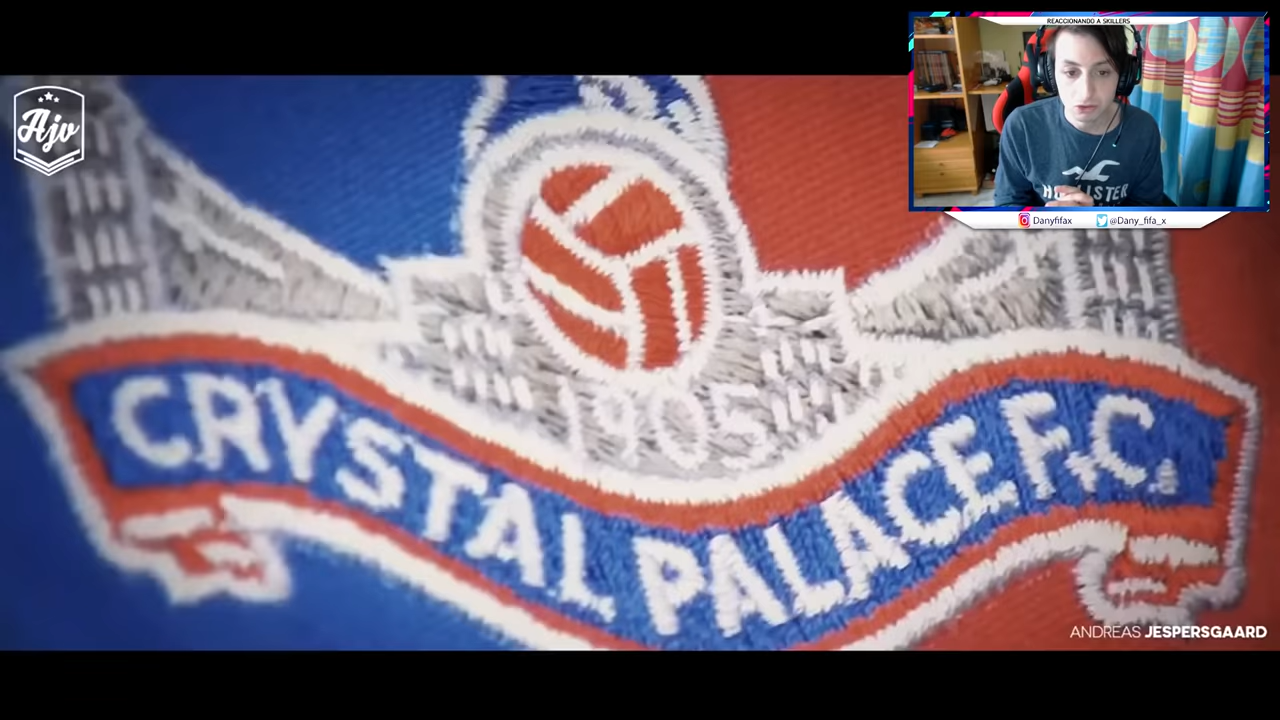 REACCIONANDO A SKILLERS
Ajv
HOLLISTER
Danyfifax
@Dany_fifa_x
1905
CRYSTAL PALACE F.C.
ANDREAS JESPERSGAARD